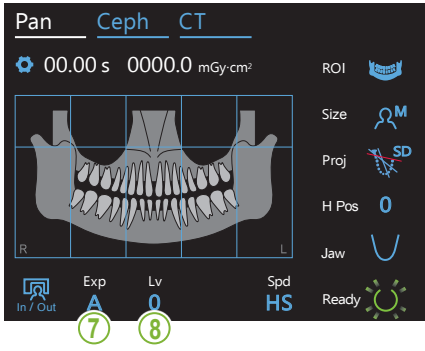 Pan Ceph CT
00.00 s 0000.0 mGy·cm²
ROI
Size M
Proj SD
H Pos 0
R L
Jaw
In / Out
Exp Lv Spd
A 0 HS
Ready
7 8